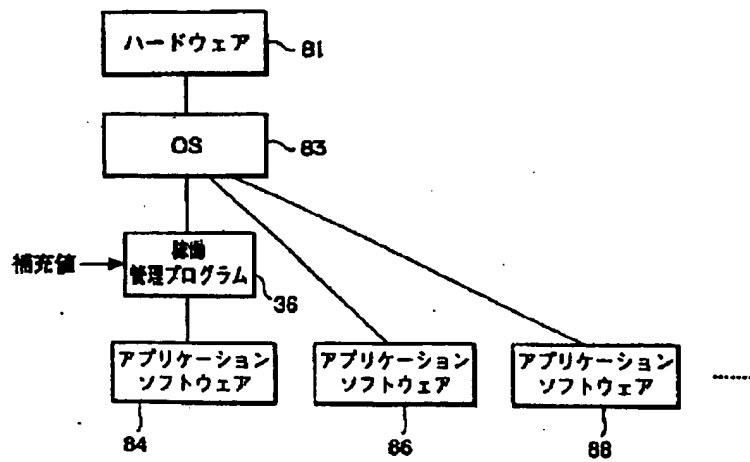 ハードウェア
81
OS
83
稼働
管理プログラム
補充値
36
アプリケーション
ソフトウェア
アプリケーション
ソフトウェア
アプリケーション
ソフトウェア
84
86
88